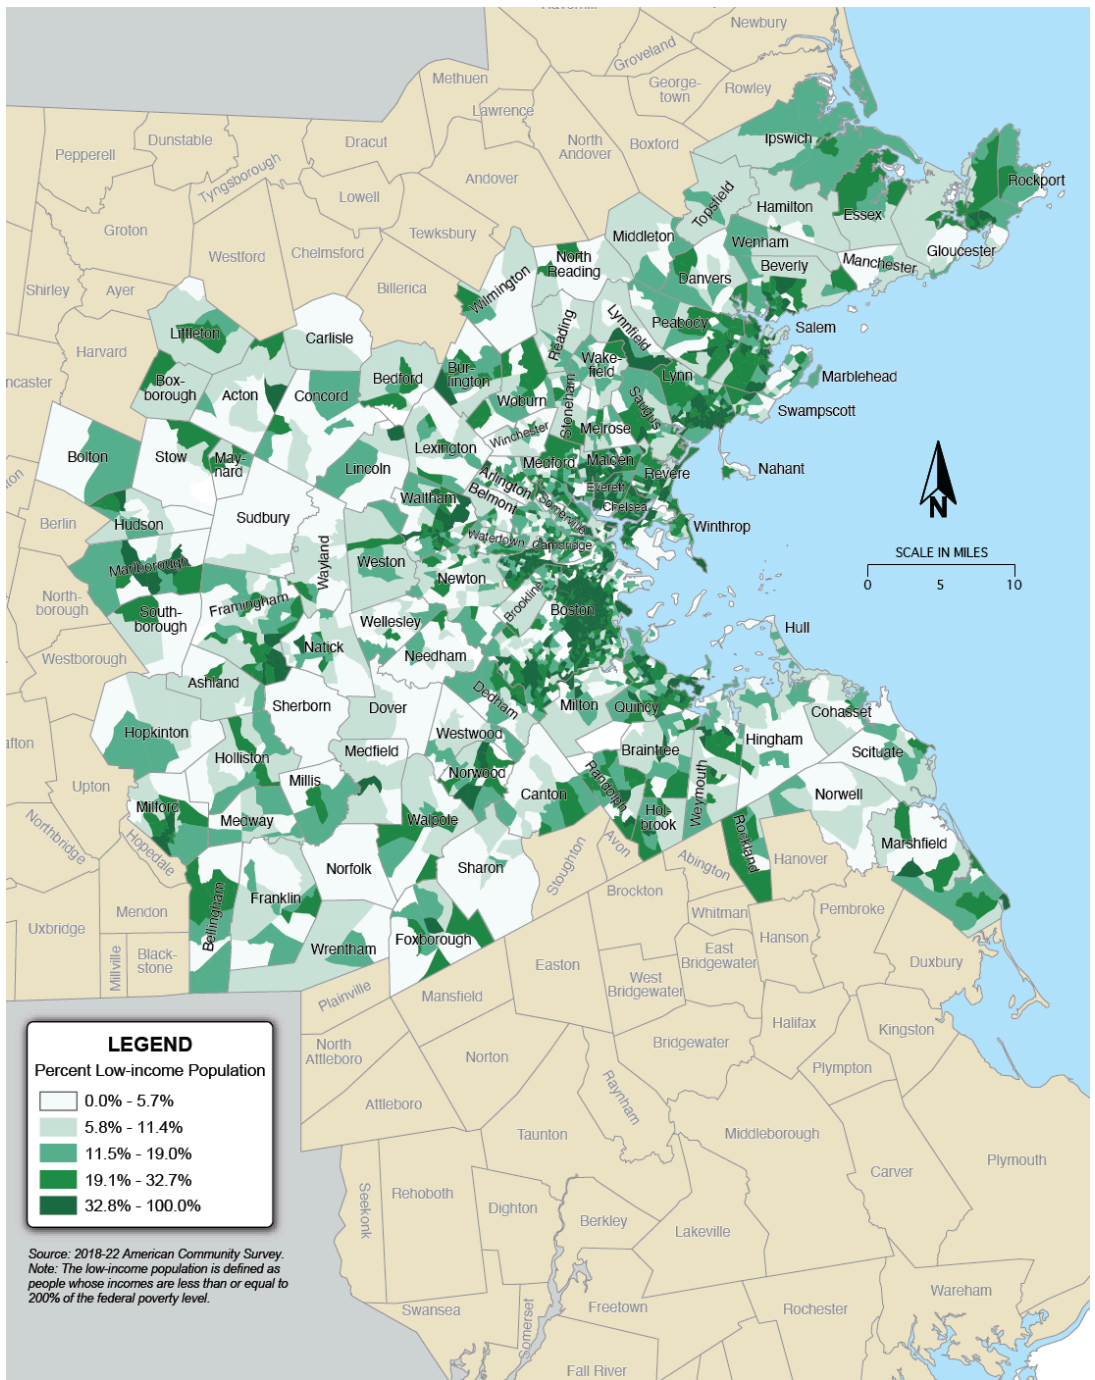 Newbury
Groveland
George-
town
Rowley
Methuen
Lawrence
North
Andover
Boxford
Dunstable
Dracut
Pepperell
Tyngsborough
Andover
Lowell
Groton
Tewksbury
Westford
Chelmsford
Billerica
Shirley
Ayer
Harvard
Ipswich
Rockport
Topsfield
Hamilton
Essex
Middleton
Wenham
Gloucester
North
Reading
Beverly
Manchester
Danvers
Wilmington
Littleton
Carlisle
Reading
Lynnfield
Peabody
Salem
Wake-
field
Box-
borough
Bedford
Bur-
lington
Lynn
Marblehead
Acton
Concord
Woburn
Stoneham
Saugus
Swampscott
Melrose
Winchester
Bolton
Stow
May-
nard
Lexington
Lincoln
Medford
Malden
Revere
Nahant
Arlington
Belmont
Everett
Waltham
Somerville
Chelsea
Berlin
Hudson
Sudbury
Winthrop
N
Watertown
Cambridge
SCALE IN MILES
0
5
10
Marlborough
Wayland
Weston
Newton
North-
borough
South-
borough
Framingham
Brookline
Boston
Wellesley
Hull
Westborough
Natick
Needham
Ashland
Sherborn
Dover
Dedham
Milton
Quincy
Cohasset
Hopkinton
Westwood
Hingham
Scituate
Holliston
Medfield
Braintree
Upton
Millis
Norwood
Canton
Randolph
Weymouth
Norwell
Milford
Medway
Walpole
Hol-
brook
Northbridge
Hopedale
Rockland
Marshfield
Norfolk
Sharon
Stoughton
Avon
Abington
Hanover
Franklin
Bellingham
Brockton
Mendon
Whitman
Pembroke
Uxbridge
Wrentham
Foxborough
Hanson
East
Bridgewater
Millville
Black-
stone
Easton
West
Bridgewater
Duxbury
Plainville
Mansfield
Halifax
Kingston
North
Attleboro
Norton
Bridgewater
Plympton
Raynham
Attleboro
Taunton
Middleborough
Plymouth
Carver
Seekonk
Rehoboth
Dighton
Berkley
Lakeville
Wareham
Swansea
Somerset
Freetown
Rochester
Fall River
LEGEND
Percent Low-income Population
0.0% - 5.7%
5.8% - 11.4%
11.5% - 19.0%
19.1% - 32.7%
32.8% - 100.0%
Source: 2018-22 American Community Survey.
Note: The low-income population is defined as
people whose incomes are less than or equal to
200% of the federal poverty level.